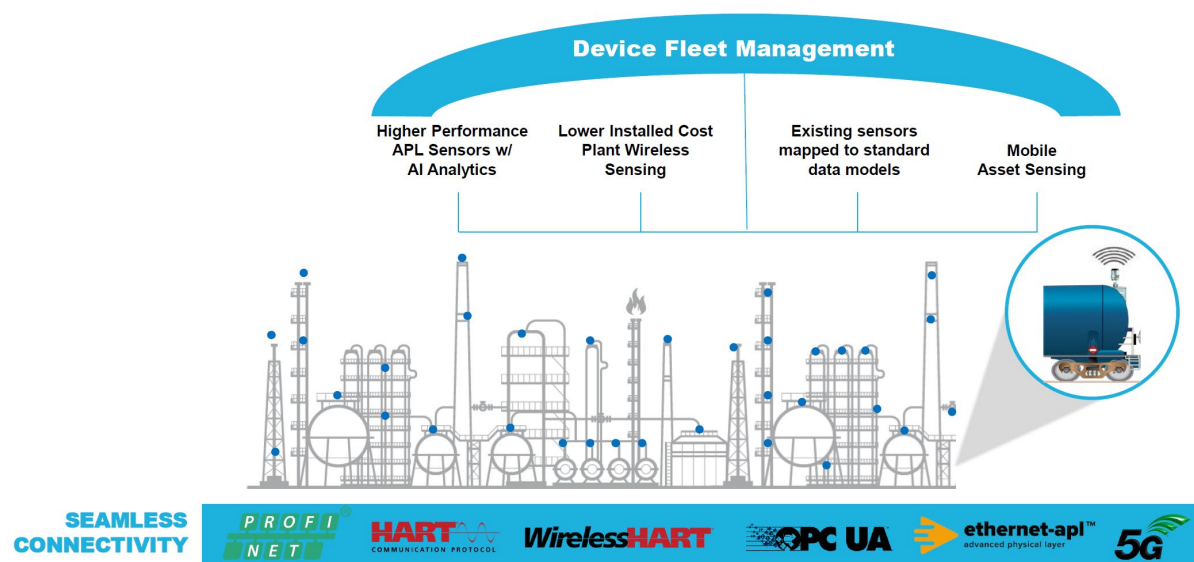 Device Fleet Management
Higher Performance
APL Sensors w/
AI Analytics
Lower Installed Cost
Plant Wireless
Sensing
Existing sensors
mapped to standard
data models
Mobile
Asset Sensing
SEAMLESS
CONNECTIVITY
PROFI®
NET
HART
COMMUNICATION PROTOCOL
WirelessHART
OPC UA
ethernet-apl™
advanced physical layer
5G